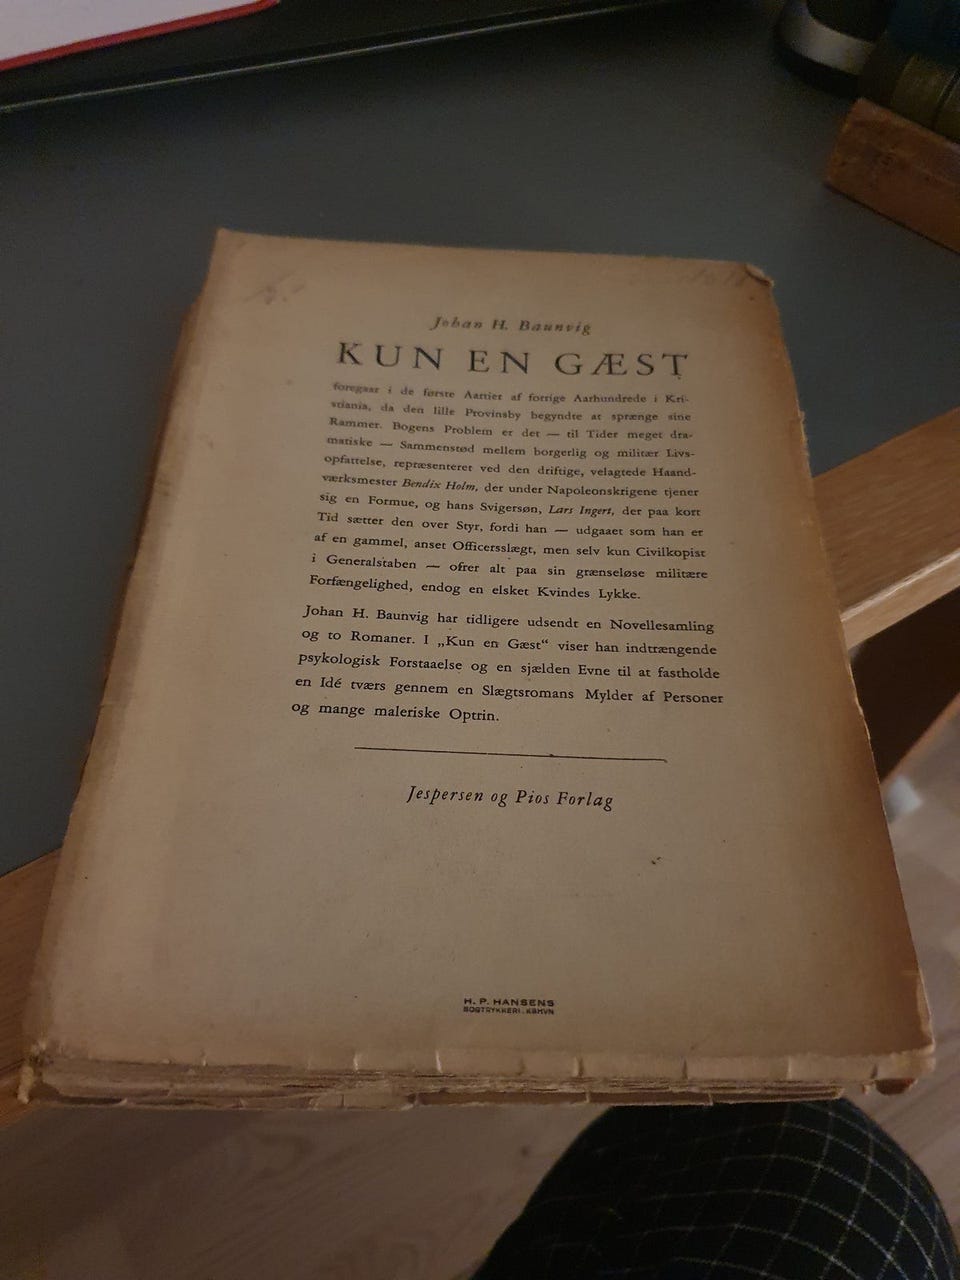 Johan H. Baunvig
KUN EN GÆST
foregaar i de første Aartier af forrige Aarhundrede i Kri-
stiania, da den lille Provinsby begyndte at sprænge sine
Rammer. Bogens Problem er det — til Tider meget dra-
matiske — Sammenstød mellem borgerlig og militær Livs-
opfattelse, repræsenteret ved den driftige, velagtede Haand-
værksmester Bendix Holm, der under Napoleonskrigene tjener
sig en Formue, og hans Svigersøn, Lars Ingert, der paa kort
Tid sætter den over Styr, fordi han — udgaaet som han er
af en gammel, anset Officersslægt, men selv kun Civilkopist
i Generalstaben — ofrer alt paa sin grænseløse militære
Forfængelighed, endog en elsket Kvindes Lykke.
Johan H. Baunvig har tidligere udsendt en Novellesamling
og to Romaner. I „Kun en Gæst“ viser han indtrængende
psykologisk Forstaaelse og en sjælden Evne til at fastholde
en Idé tværs gennem en Slægtsromans Mylder af Personer
og mange maleriske Optrin.
Jespersen og Pios Forlag
H. P. HANSENS
BOGTRYKKERI . KBHVN